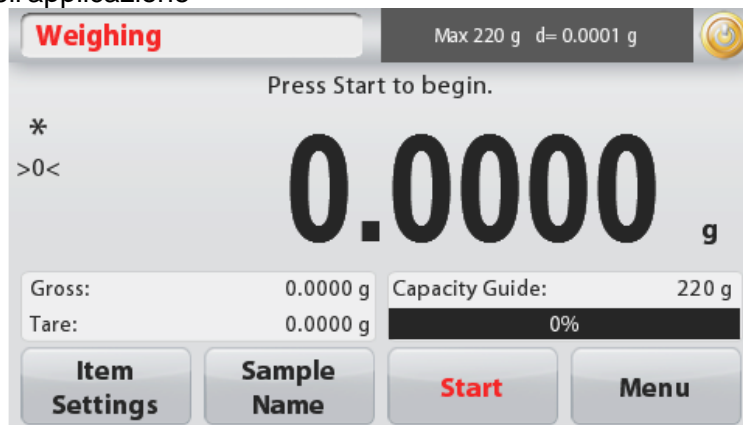 Weighing
Max 220 g d= 0.0001 g
Press Start to begin.
*
>0<
0.0000 g
Gross: 0.0000 g
Tare: 0.0000 g
Capacity Guide: 220 g
0%
Item
Settings
Sample
Name
Start
Menu